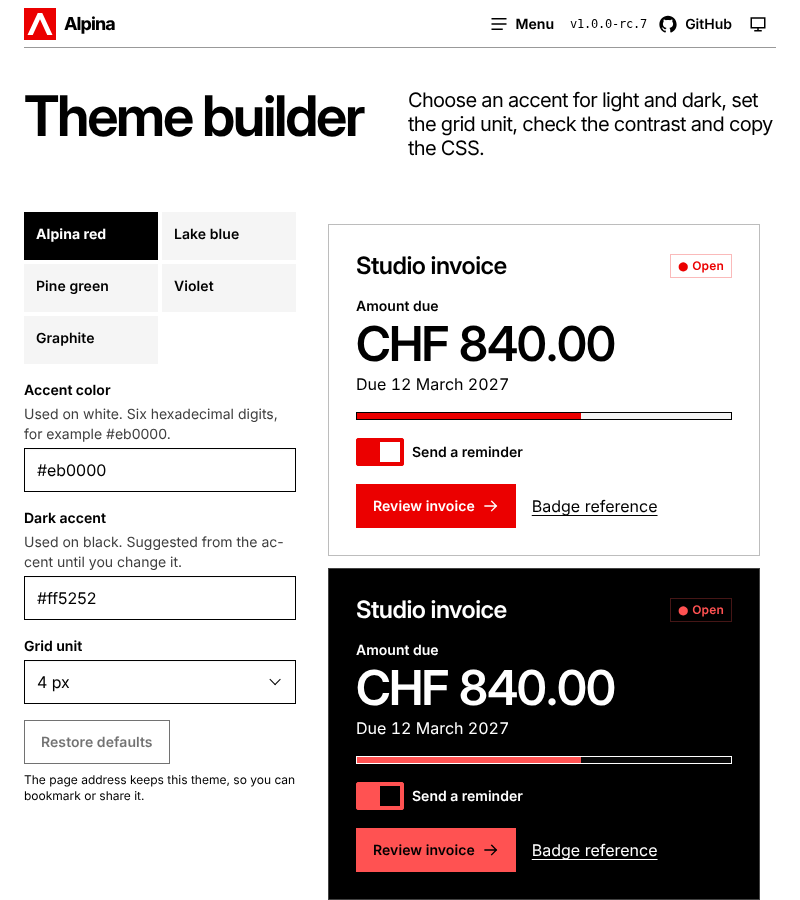 Alpina
Menu
v1.0.0-rc.7
GitHub
Theme builder
Choose an accent for light and dark, set
the grid unit, check the contrast and copy
the CSS.
Alpina red
Lake blue
Pine green
Violet
Graphite
Accent color
Used on white. Six hexadecimal digits,
for example #eb0000.
#eb0000
Dark accent
Used on black. Suggested from the ac-
cent until you change it.
#ff5252
Grid unit
4 px
Restore defaults
The page address keeps this theme, so you can
bookmark or share it.
Studio invoice
Open
Amount due
CHF 840.00
Due 12 March 2027
Send a reminder
Review invoice
Badge reference
Studio invoice
Open
Amount due
CHF 840.00
Due 12 March 2027
Send a reminder
Review invoice
Badge reference